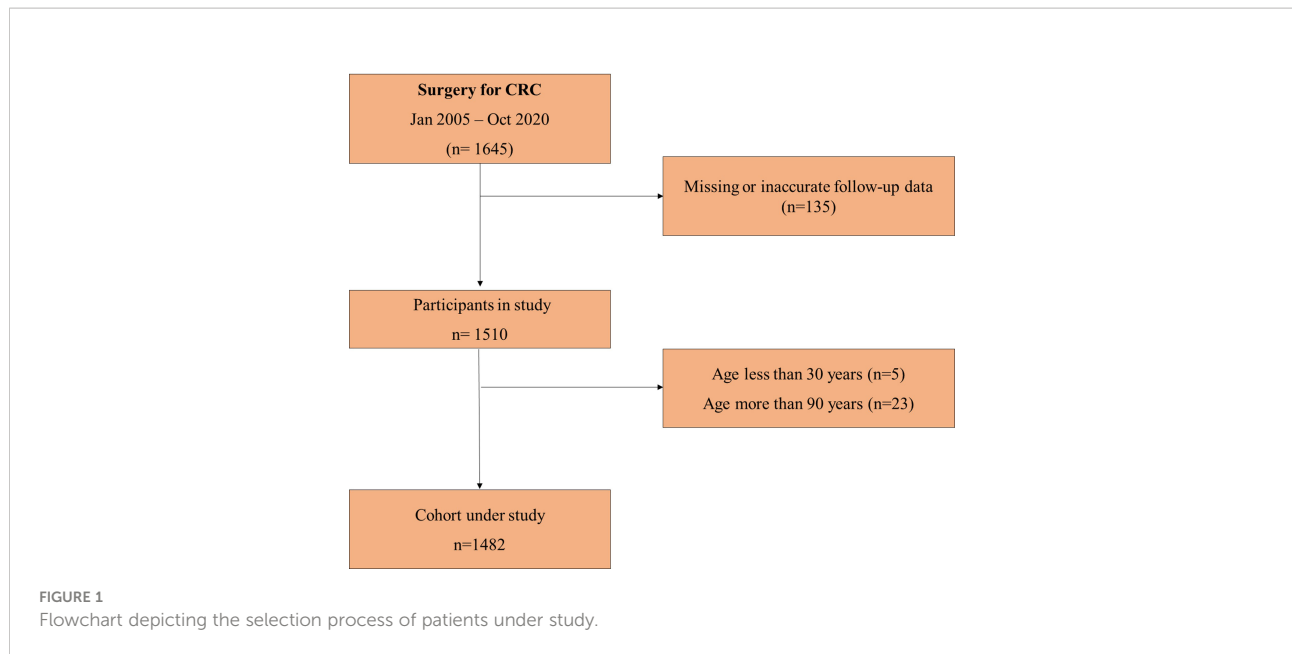 Surgery for CRC
Jan 2005 – Oct 2020
(n= 1645)
Missing or inaccurate follow-up data
(n=135)
Participants in study
n= 1510
Age less than 30 years (n=5)
Age more than 90 years (n=23)
Cohort under study
n=1482
FIGURE 1
Flowchart depicting the selection process of patients under study.